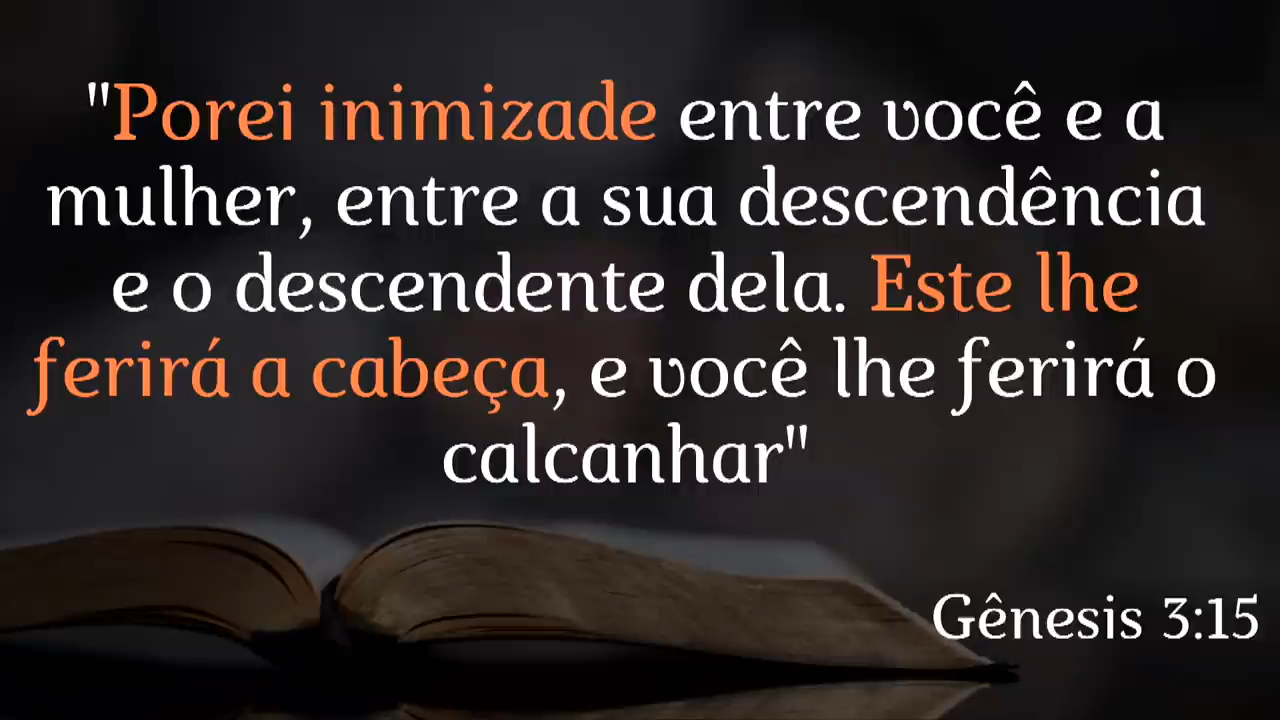 "Porei inimizade entre você e a
mulher, entre a sua descendência
e o descendente dela. Este lhe
ferirá a cabeça, e você lhe ferirá o
calcanhar"
Gênesis 3:15